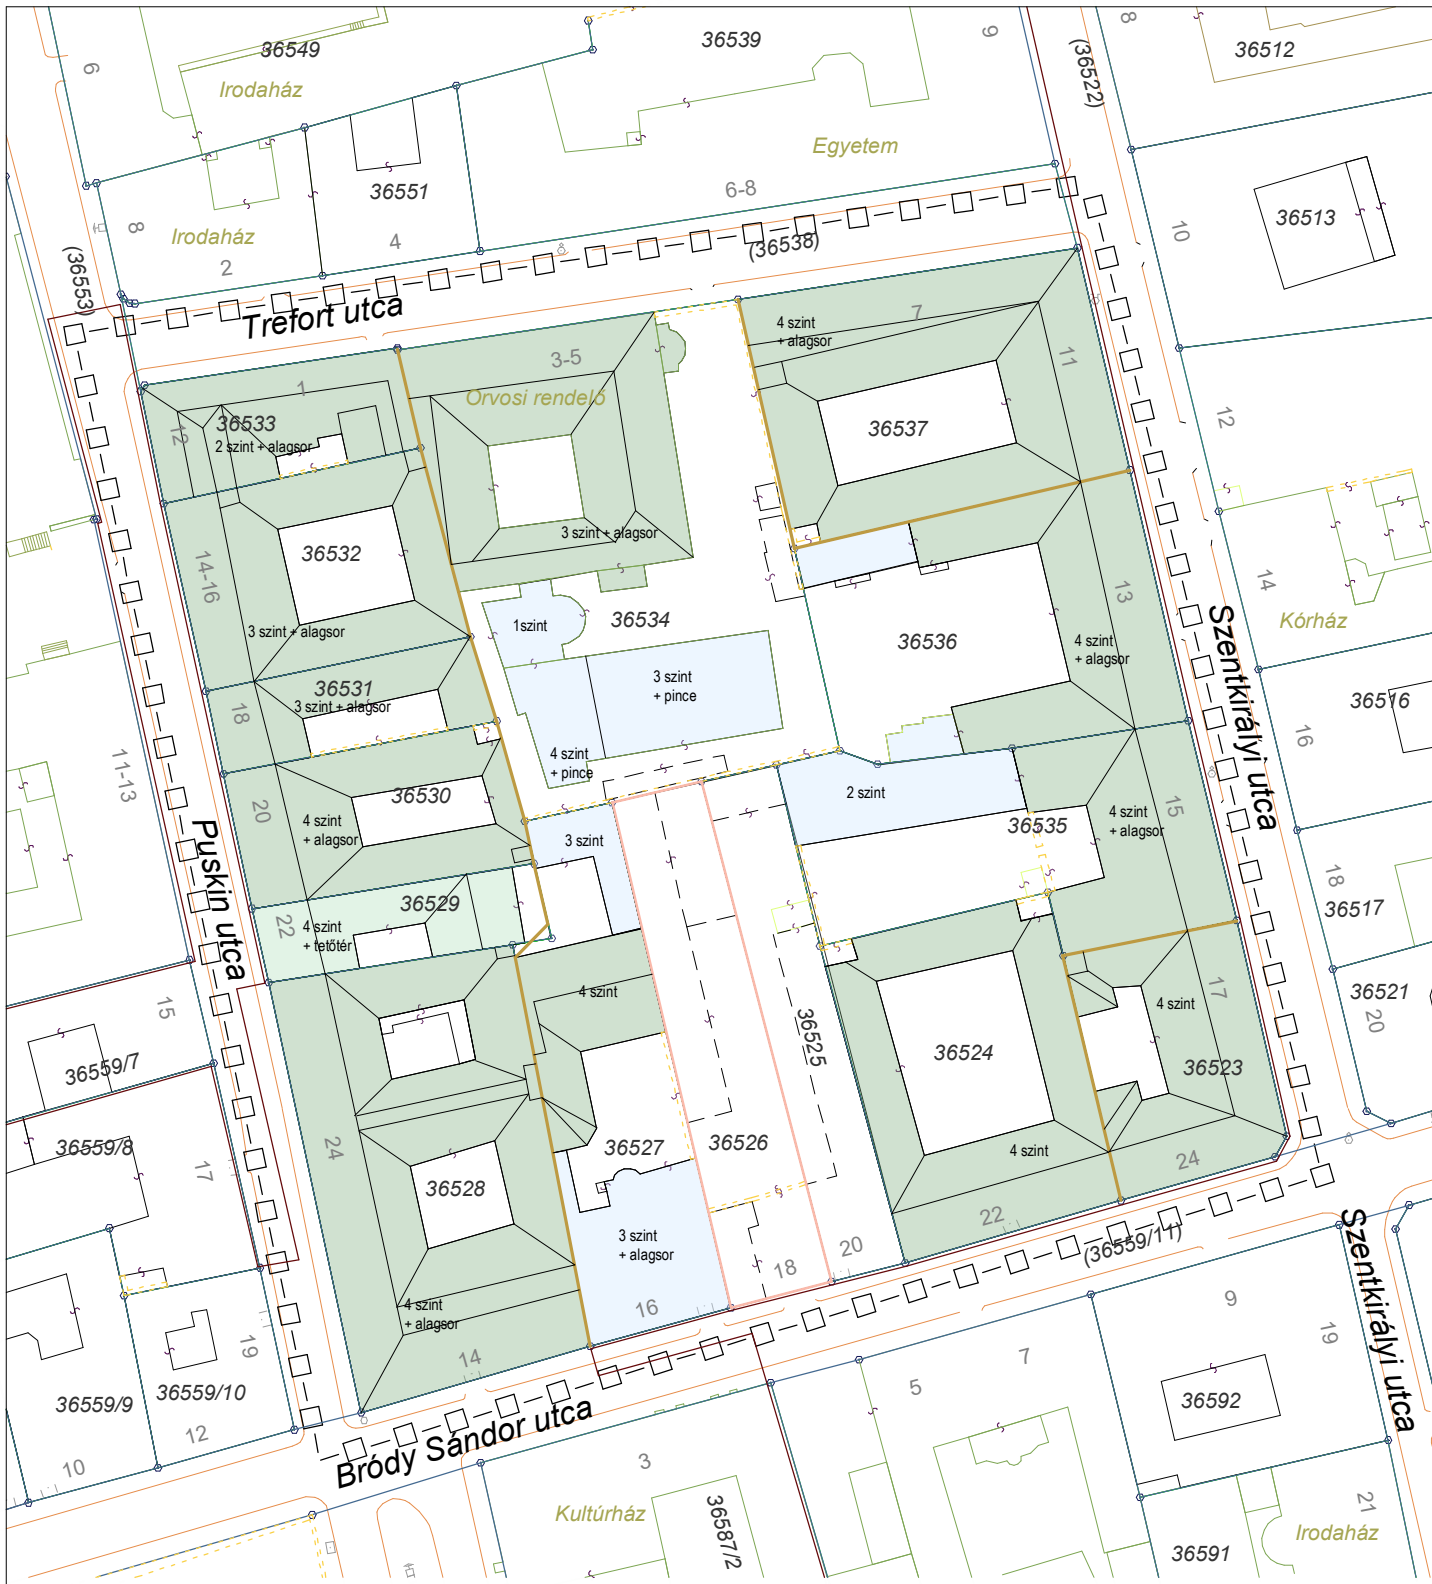 36549
Irodaház
6
36539
9
(36522)
8
36512
Egyetem
6-8
36551
4
8
Irodaház
2
(36553)
(36538)
Trefort utca
10
36513
1
12
36533
2 szint + alagsor
3-5
Orvosi rendelő
3 szint + alagsor
4 szint
+ alagsor
7
11
36537
12
14-16
36532
3 szint + alagsor
36531
3 szint + alagsor
18
1szint
36534
3 szint
+ pince
4 szint
+ pince
36536
13
4 szint
+ alagsor
14
Kórház
Szentkirályi utca
36516
16
11-13
20
36530
4 szint
+ alagsor
3 szint
2 szint
36535
4 szint
+ alagsor
15
Puskin utca
22
36529
4 szint
+ tetőtér
18
36517
15
36559/7
4 szint
36525
36524
4 szint
4 szint
17
36523
24
36521
20
36559/8
17
24
36528
4 szint
+ alagsor
14
36527
3 szint
+ alagsor
16
36526
18
20
22
(36559/11)
36559/9
10
36559/10
12
19
Bródy Sándor utca
3
Kultúrház
36587/2
5
7
9
36592
19
Szentkirályi utca
36591
21
Irodaház